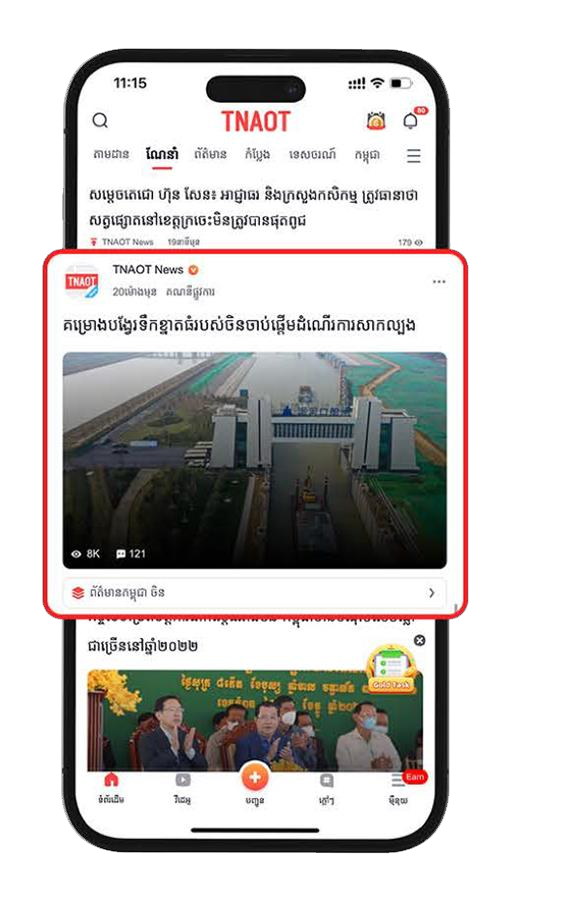 11:15
TNAOT
80
តាមដាន ណែនាំ ព័ត៌មាន កំប្លែង ទេសចរណ៍ កម្ពុជា
សម្តេចតេជោ ហ៊ុន សែន៖ អាជ្ញាធរ និងក្រសួងកសិកម្ម ត្រូវធានាថា
សត្វផ្សោតនៅខេត្តក្រចេះមិនត្រូវបានផុតពូជ
TNAOT News 19នាទីមុន 179
TNAOT
TNAOT News
20ម៉ោងមុន គណនីផ្លូវការ
គម្រោងបង្វែរទឹកខ្នាតធំរបស់ចិនចាប់ផ្តើមដំណើរការសាកល្បង
8K 121
ព័ត៌មានកម្ពុជា ចិន
ជាច្រើននៅឆ្នាំ២០២២
Gold Task
Earn
ទំព័រដើម វីដេអូ បញ្ជូន ក្តៅៗ ម៉ឺនុយ